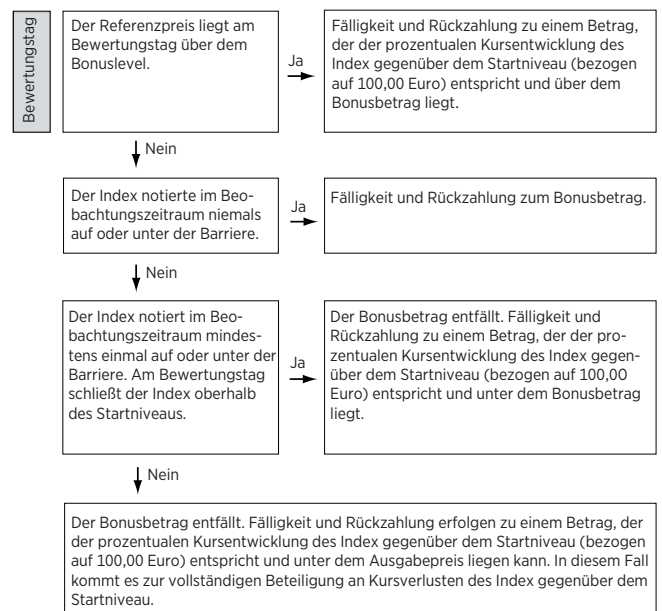 Bewertungstag
Der Referenzpreis liegt am
Bewertungstag über dem
Bonuslevel.
Ja
Fälligkeit und Rückzahlung zu einem Betrag,
der der prozentualen Kursentwicklung des
Index gegenüber dem Startniveau (bezogen
auf 100,00 Euro) entspricht und über dem
Bonusbetrag liegt.
Nein
Der Index notierte im Beo-
bachtungszeitraum niemals
auf oder unter der Barriere.
Ja
Fälligkeit und Rückzahlung zum Bonusbetrag.
Nein
Der Index notiert im Beo-
bachtungszeitraum mindes-
tens einmal auf oder unter der
Barriere. Am Bewertungstag
schließt der Index oberhalb
des Startniveaus.
Ja
Der Bonusbetrag entfällt. Fälligkeit und
Rückzahlung zu einem Betrag, der der pro-
zentualen Kursentwicklung des Index gegen-
über dem Startniveau (bezogen auf 100,00
Euro) entspricht und unter dem Bonusbetrag
liegt.
Nein
Der Bonusbetrag entfällt. Fälligkeit und Rückzahlung erfolgen zu einem Betrag, der
der prozentualen Kursentwicklung des Index gegenüber dem Startniveau (bezogen
auf 100,00 Euro) entspricht und unter dem Ausgabepreis liegen kann. In diesem Fall
kommt es zur vollständigen Beteiligung an Kursverlusten des Index gegenüber dem
Startniveau.